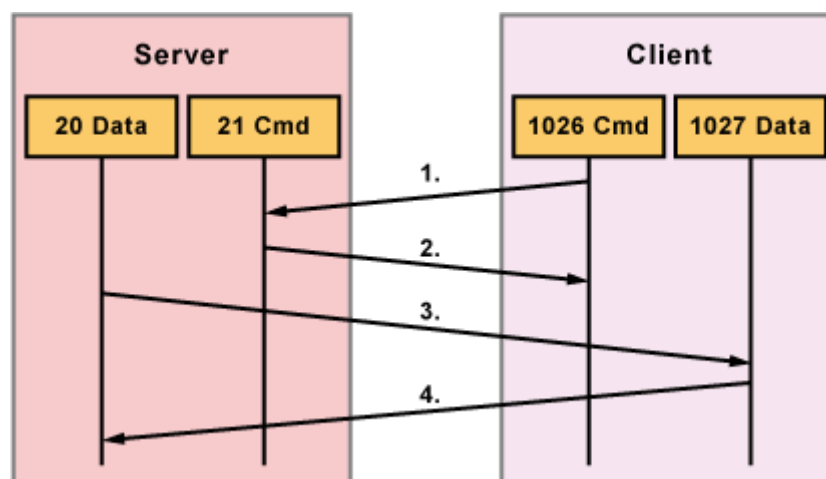 Server
Client
20 Data
21 Cmd
1026 Cmd
1027 Data
1.
2.
3.
4.